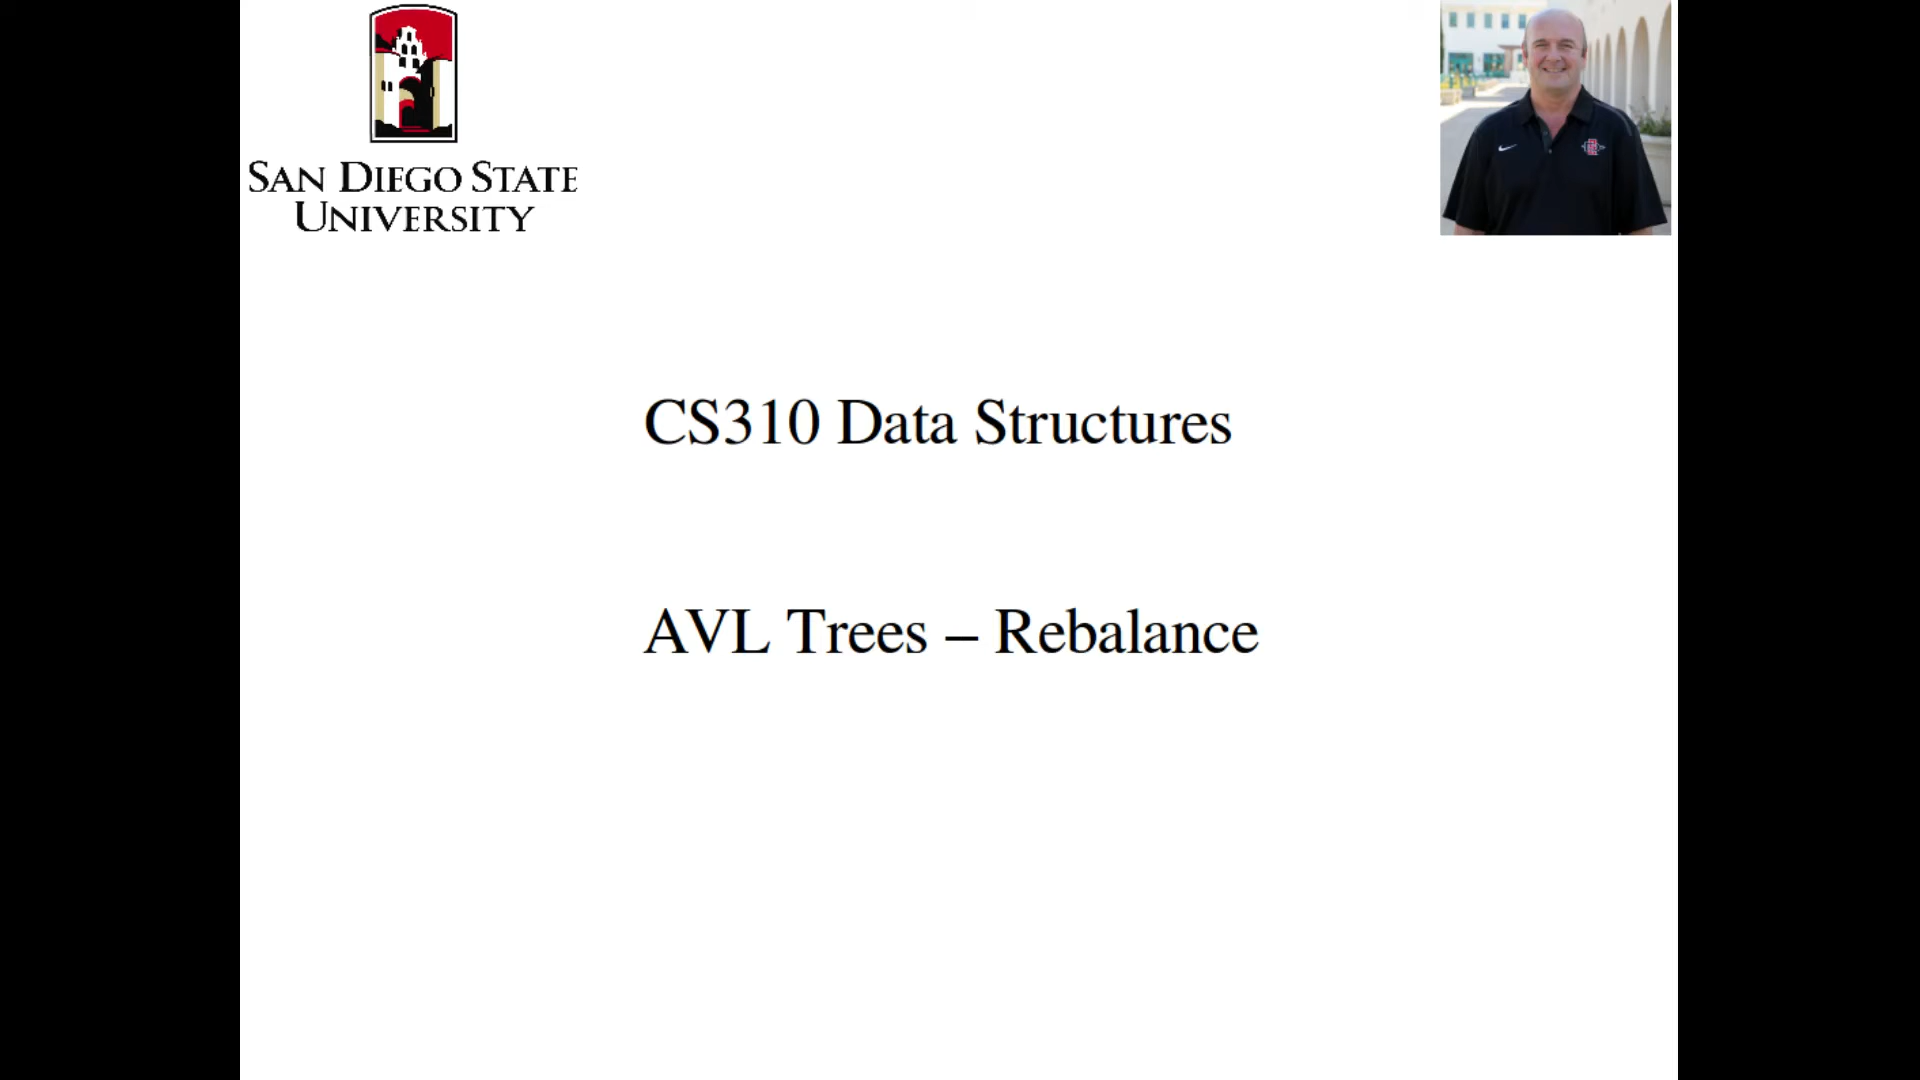 SAN DIEGO STATE
UNIVERSITY
CS310 Data Structures
AVL Trees – Rebalance